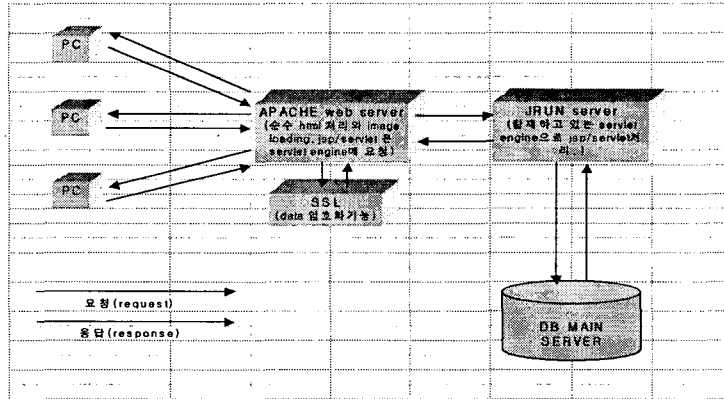 PC
PC
PC
APACHE web server
(순수 html 처리와 image
loading, jsp/servlet 은
servlet engine에 요청)
JRUN server
(탑재하고 있는 servlet
engine으로 jsp/servlet처
리.)
SSL
(data 암호화기능)
요청(request)
응답(response)
DB MAIN
SERVER